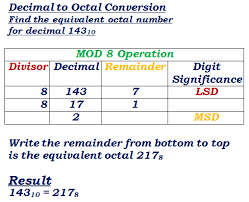 Decimal to Octal Conversion
Find the equivalent octal number
for decimal 143₁₀
MOD 8 Operation
Divisor Decimal Remainder Digit Significance
8 143 7 LSD
8 17 1
2 MSD
Write the remainder from bottom to top
is the equivalent octal 217₈
Result
143₁₀ = 217₈